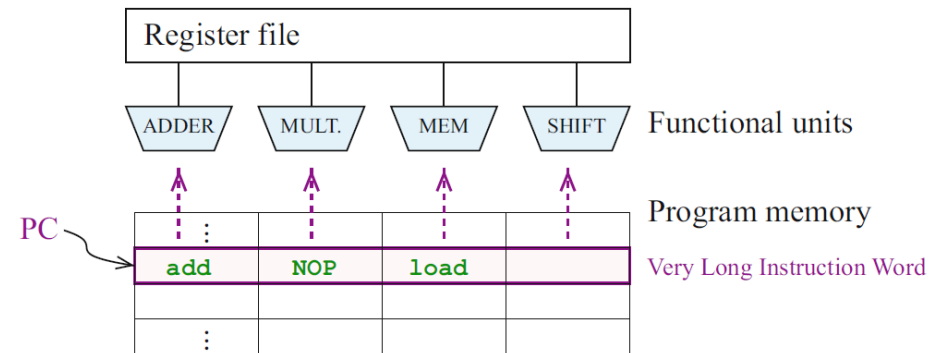 Register file
ADDER MULT. MEM SHIFT Functional units
Program memory
PC
⋮
add NOP load Very Long Instruction Word
⋮